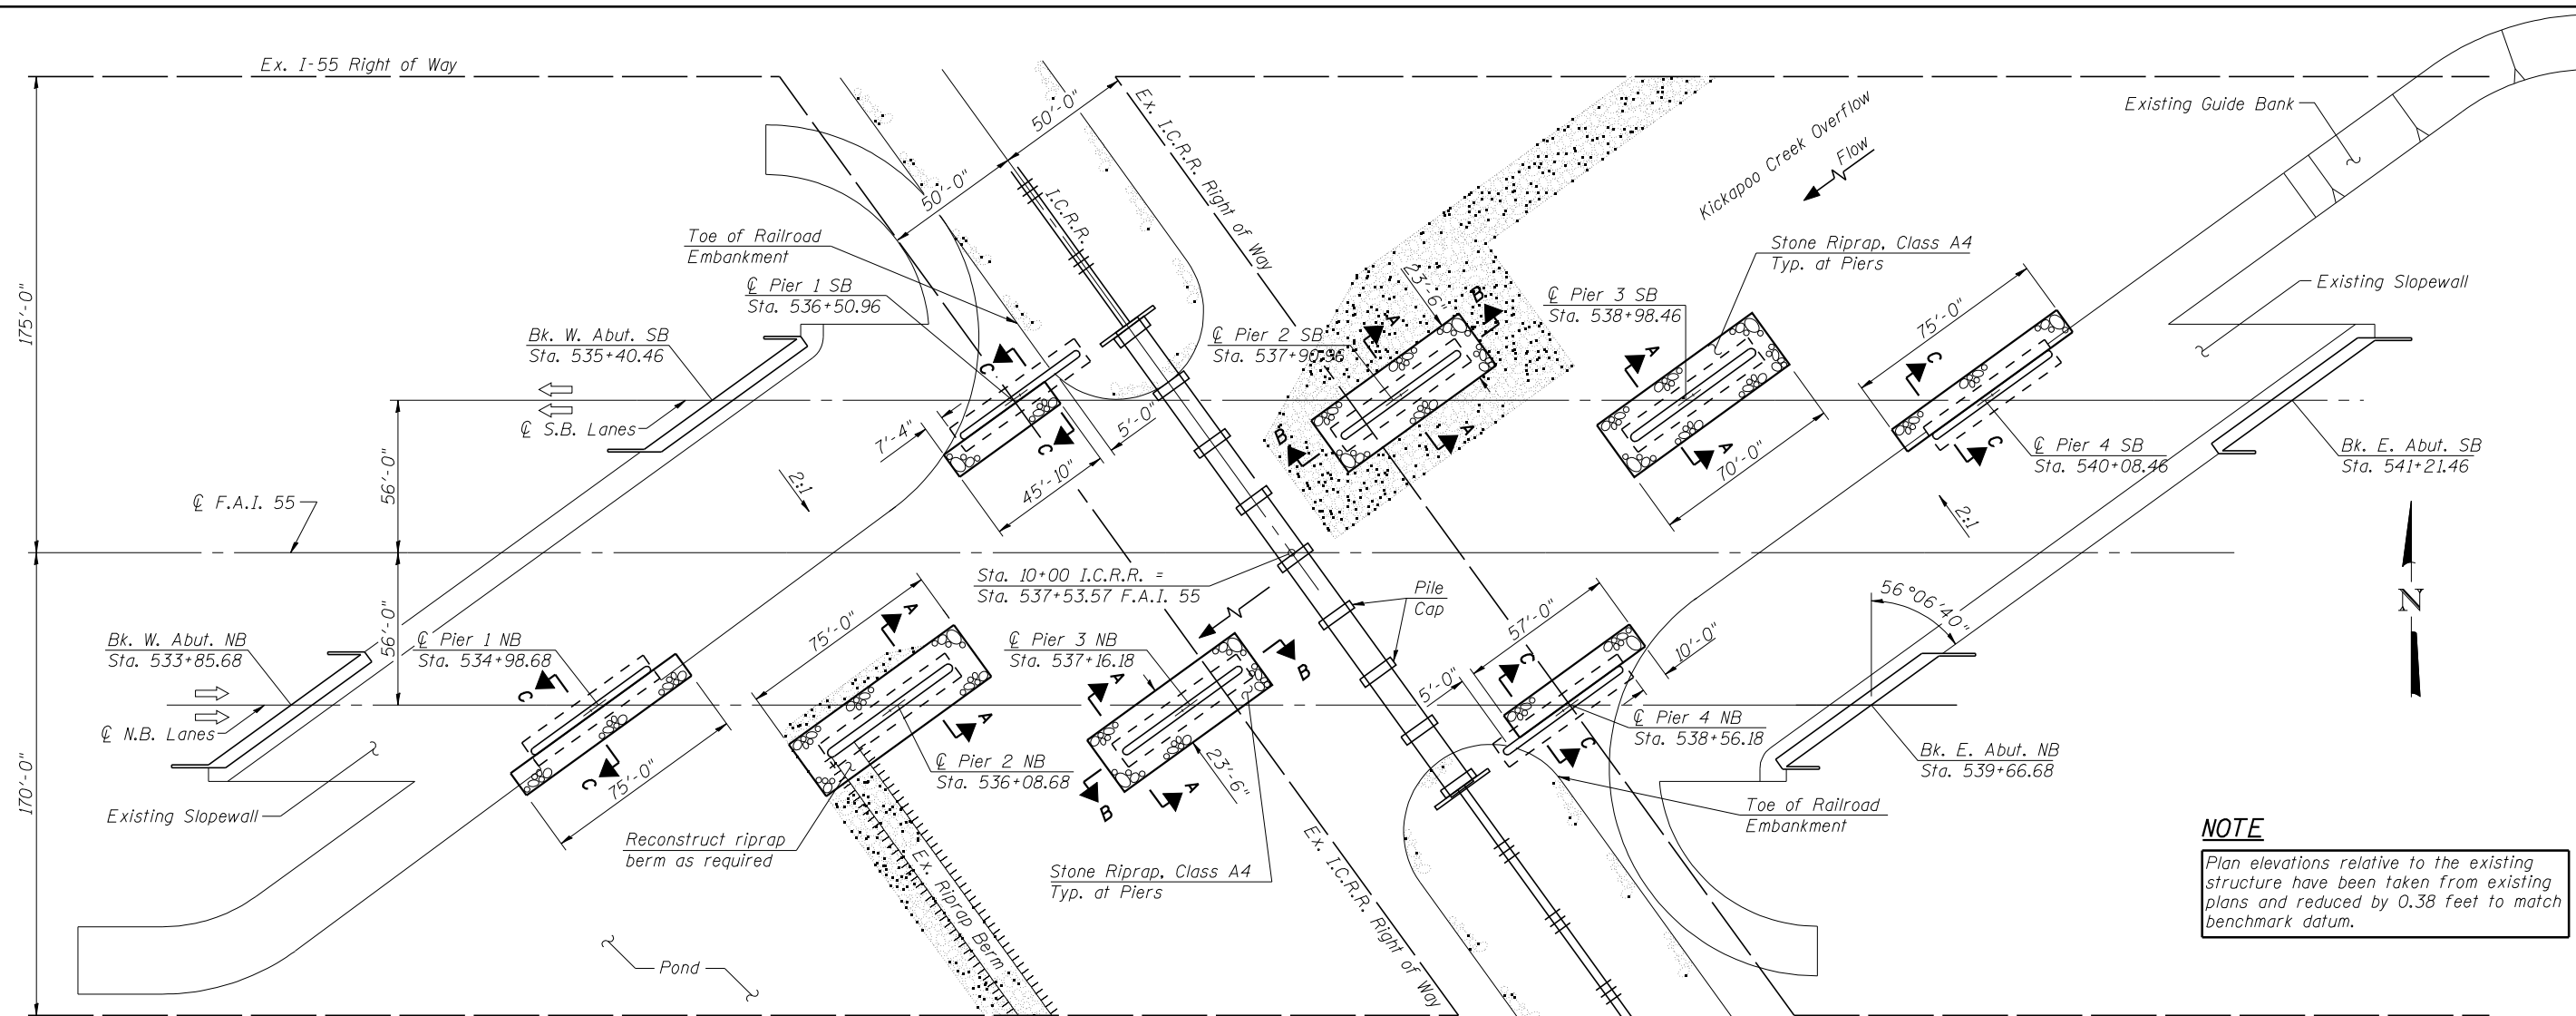 Ex. I-55 Right of Way
175'-0"
170'-0"
56'-0"
56'-0"
50'-0"
50'-0"
I.C.R.R.
Ex. I.C.R.R. Right of Way
Toe of Railroad
Embankment
℄ Pier 1 SB
Sta. 536+50.96
Bk. W. Abut. SB
Sta. 535+40.46
℄ S.B. Lanes
℄ F.A.I. 55
7'-4"
45'-10"
5'-0"
2:1
C
C
℄ Pier 2 SB
Sta. 537+90.96
23'-6"
A
A
B
B
Kickapoo Creek Overflow
Flow
Stone Riprap, Class A4
Typ. at Piers
℄ Pier 3 SB
Sta. 538+98.46
A
A
70'-0"
75'-0"
C
C
℄ Pier 4 SB
Sta. 540+08.46
Existing Guide Bank
Existing Slopewall
Bk. E. Abut. SB
Sta. 541+21.46
2:1
56°06'40"
N
Sta. 10+00 I.C.R.R. =
Sta. 537+53.57 F.A.I. 55
Pile
Cap
Bk. W. Abut. NB
Sta. 533+85.68
℄ N.B. Lanes
Existing Slopewall
℄ Pier 1 NB
Sta. 534+98.68
C
C
75'-0"
75'-0"
A
A
℄ Pier 2 NB
Sta. 536+08.68
Reconstruct riprap
berm as required
Ex. Riprap Berm
Pond
℄ Pier 3 NB
Sta. 537+16.18
A
A
B
B
23'-6"
Stone Riprap, Class A4
Typ. at Piers
Ex. I.C.R.R. Right of Way
57'-0"
5'-0"
10'-0"
C
C
℄ Pier 4 NB
Sta. 538+56.18
Toe of Railroad
Embankment
Bk. E. Abut. NB
Sta. 539+66.68
NOTE
Plan elevations relative to the existing
structure have been taken from existing
plans and reduced by 0.38 feet to match
benchmark datum.